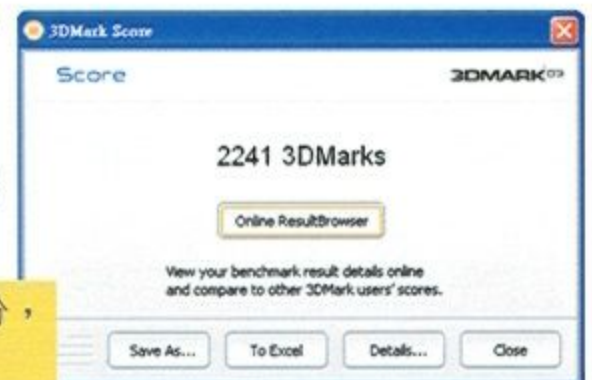 3DMark Score
Score
3DMARK03
2241 3DMarks
Online ResultBrowser
View your benchmark result details online
and compare to other 3DMark users' scores.
,
Save As...
To Excel
Details...
Close